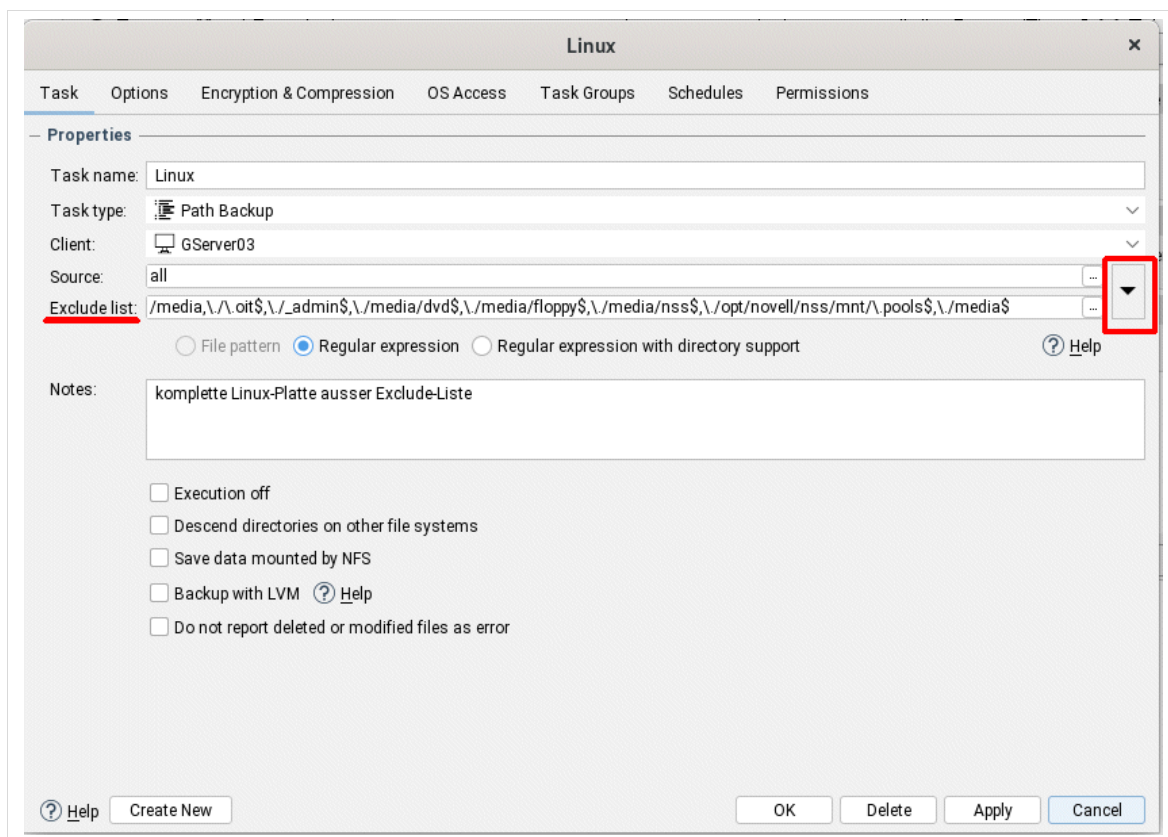 Linux
Task Options Encryption & Compression OS Access Task Groups Schedules Permissions
Properties
Task name: Linux
Task type: Path Backup
Client: GServer03
Source: all ...
Exclude list: /media,\./\.oit$,\./_admin$,\./media/dvd$,\./media/floppy$,\./media/nss$,\./opt/novell/nss/mnt/\.pools$,\./media$ ...
File pattern Regular expression Regular expression with directory support ? Help
Notes: komplette Linux-Platte ausser Exclude-Liste
Execution off
Descend directories on other file systems
Save data mounted by NFS
Backup with LVM ? Help
Do not report deleted or modified files as error
? Help Create New OK Delete Apply Cancel